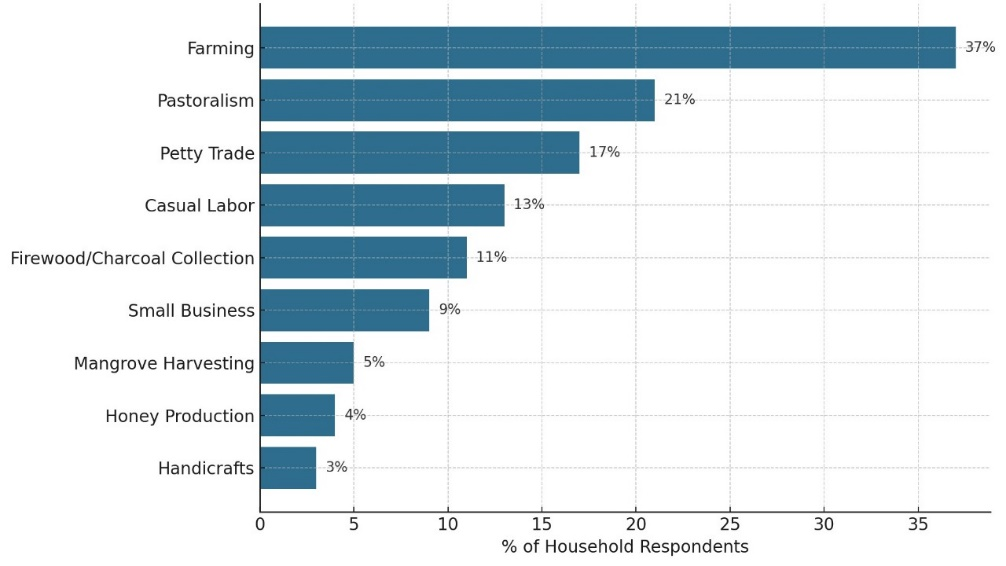 Farming 37%
Pastoralism 21%
Petty Trade 17%
Casual Labor 13%
Firewood/Charcoal Collection 11%
Small Business 9%
Mangrove Harvesting 5%
Honey Production 4%
Handicrafts 3%
0 5 10 15 20 25 30 35
% of Household Respondents